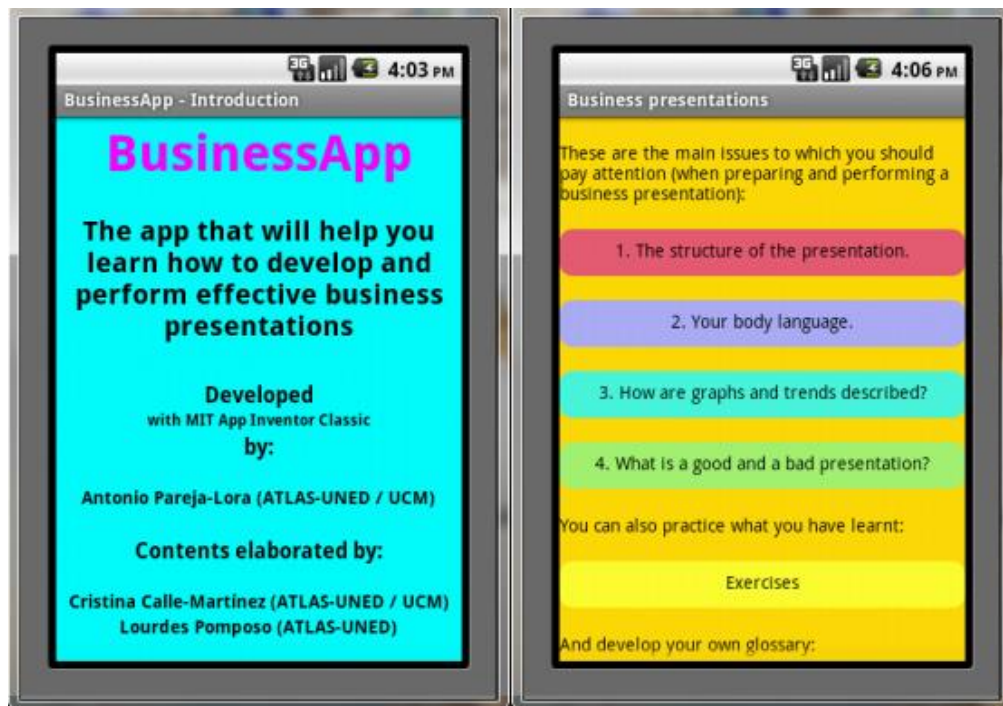 3G 4:03 PM
BusinessApp - Introduction
BusinessApp
The app that will help you
learn how to develop and
perform effective business
presentations
Developed
with MIT App Inventor Classic
by:
Antonio Pareja-Lora (ATLAS-UNED / UCM)
Contents elaborated by:
Cristina Calle-Martínez (ATLAS-UNED / UCM)
Lourdes Pomposo (ATLAS-UNED)
3G 4:06 PM
Business presentations
These are the main issues to which you should
pay attention (when preparing and performing a
business presentation):
1. The structure of the presentation.
2. Your body language.
3. How are graphs and trends described?
4. What is a good and a bad presentation?
You can also practice what you have learnt:
Exercises
And develop your own glossary: